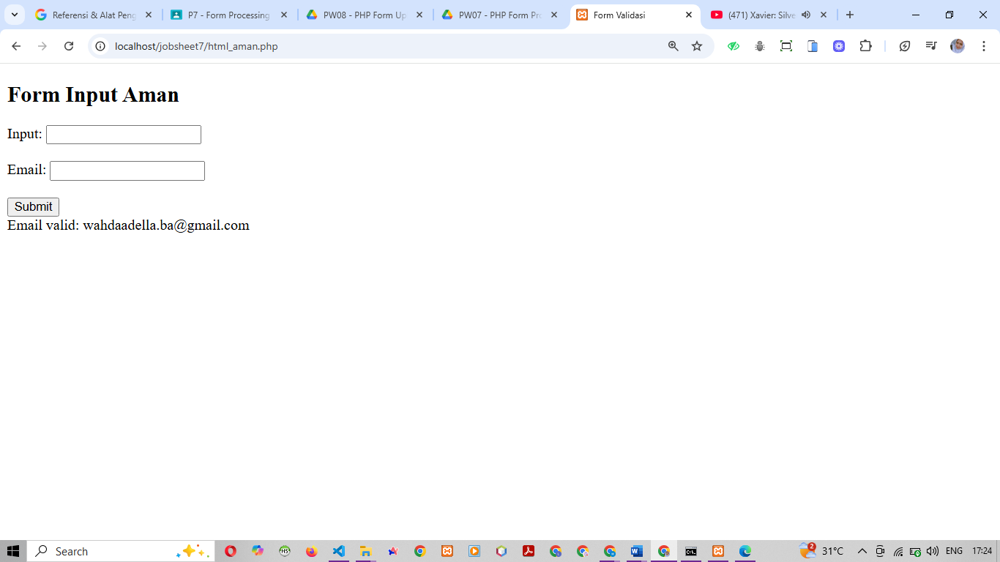 Referensi & Alat Peng
P7 - Form Processing
PW08 - PHP Form Up
PW07 - PHP Form Pro
Form Validasi
(471) Xavier: Silve
localhost/jobsheet7/html_aman.php
Form Input Aman
Input:
Email:
Submit
Email valid: wahdaadella.ba@gmail.com
Search
HS
2
31°C
ENG
17:24